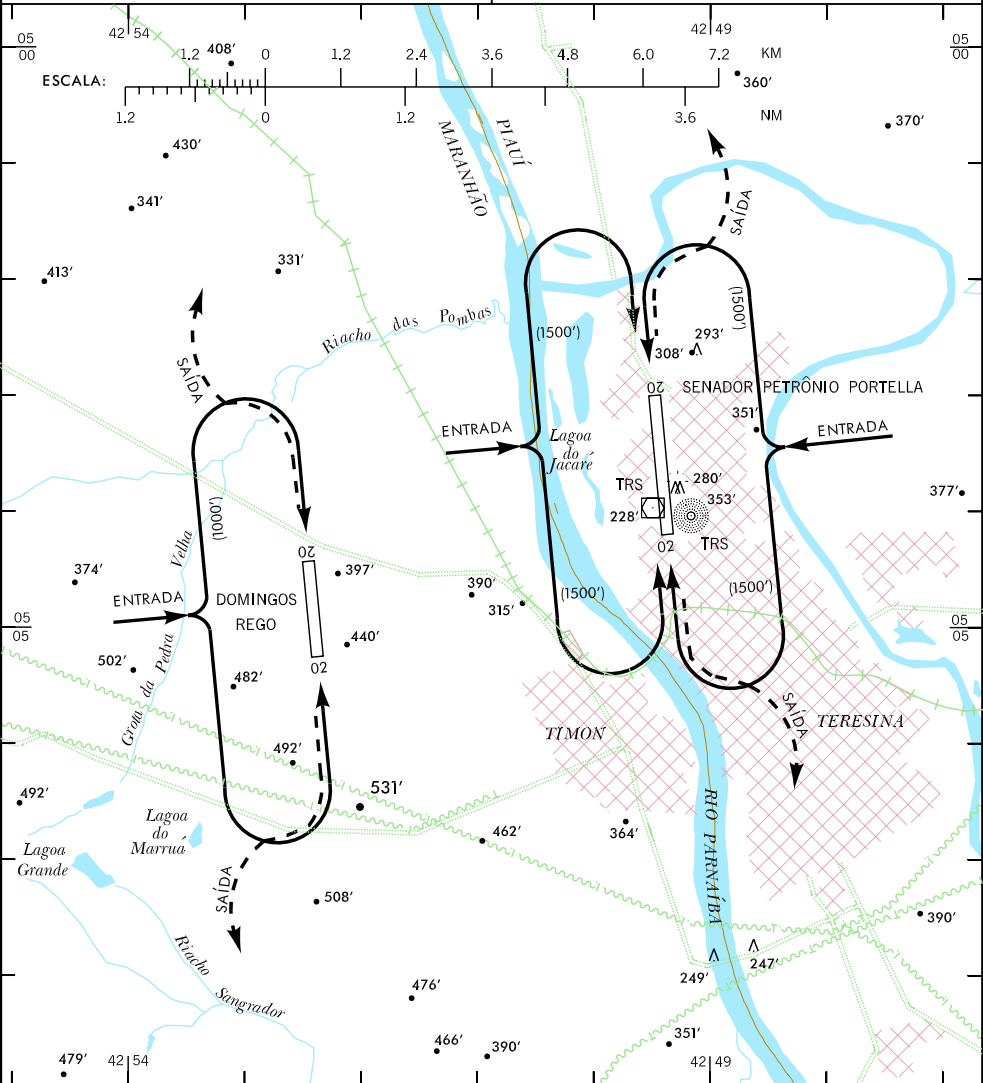 42 54
42 49
05
00
05
00
408'
1.2
0
1.2
2.4
3.6
4.8
6.0
7.2
KM
ESCALA:
360'
1.2
0
1.2
3.6
NM
370'
PIAUÍ
MARANHÃO
430'
341'
SAÍDA
331'
413'
(1500')
Riacho das Pombas
(1500')
293'
308'
SAÍDA
20
SENADOR PETRÔNIO PORTELLA
351'
ENTRADA
ENTRADA
Lagoa
do
Jacaré
TRS
280'
377'
(1000')
353'
228'
TRS
02
Velha
20
374'
397'
390'
(1500')
(1500')
315'
ENTRADA
DOMINGOS
REGO
05
05
05
05
440'
502'
02
Grota da Pedra
482'
SAÍDA
TERESINA
TIMON
492'
531'
492'
RIO PARNAÍBA
Lagoa
do
Marruá
462'
364'
Lagoa
Grande
SAÍDA
508'
390'
Riacho
Sangrador
249'
247'
476'
351'
466'
390'
479'
42 54
42 49